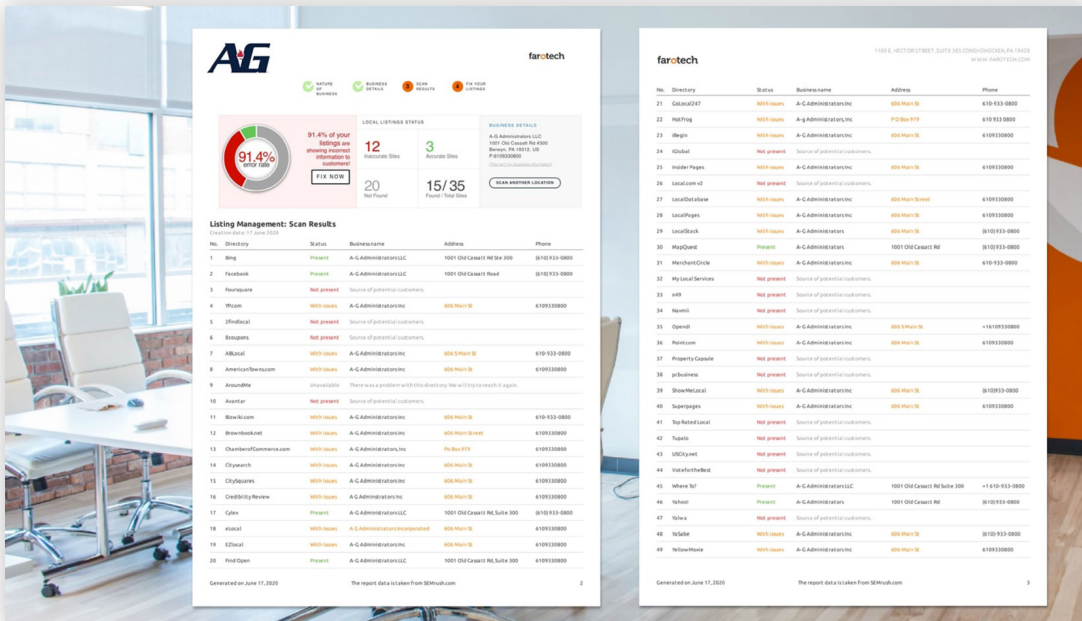 AG
farotech
NATURE OF BUSINESS
BUSINESS DETAILS
3 SCAN RESULTS
4 FIX YOUR LISTINGS
91.4%
error rate
91.4% of your
listings are
showing incorrect
information to
customers!
FIX NOW
LOCAL LISTINGS STATUS
12
Inaccurate Sites
3
Accurate Sites
20
Not Found
15/35
Found / Total Sites
BUSINESS DETAILS
A-G Administrators LLC
1001 Old Cassatt Rd #300
Berwyn, PA 19312, US
P:6109330800
SCAN ANOTHER LOCATION
Listing Management: Scan Results
Creation date: 17 June 2020
No. Directory Status Business name Address Phone
1 Bing Present A-G Administrators LLC 1001 Old Cassatt Rd Ste 300 (610) 933-0800
2 Facebook Present A-G Administrators LLC 1001 Old Cassatt Road (610) 933-0800
3 Foursquare Not present Source of potential customers.
4 YP.com With issues A-G Administrators Inc 606 Main St 6109330800
5 2findlocal Not present Source of potential customers.
6 8coupons Not present Source of potential customers.
7 ABLocal With issues A-G Administrators Inc 606 S Main St 610-933-0800
8 AmericanTowns.com With issues A-G Administrators Inc 606 Main St 6109330800
9 AroundMe Unavailable There was a problem with this directory. We will try to reach it again.
10 Avantar Not present Source of potential customers.
11 Blowiki.com With issues A-G Administrators Inc 606 Main St 610-933-0800
12 Brownbook.net With issues A-G Administrators Inc 606 Main Street 6109330800
13 ChamberofCommerce.com With issues A-G Administrators, Inc Po Box 979 6109330800
14 Citysearch With issues A-G Administrators Inc 606 Main St 6109330800
15 CitySquares With issues A-G Administrators Inc 606 Main St 6109330800
16 Credibility Review With issues A G Adminstrators Inc 606 Main St 6109330800
17 Cylex Present A-G Administrators LLC 1001 Old Cassatt Rd, Suite 300 (610) 933-0800
18 eLocal With issues A G Administrators Incorporated 606 Main St 6109330800
19 EZlocal With issues A-G Administrators Inc 606 Main St 6109330800
20 Find Open Present A-G Administrators LLC 1001 Old Cassatt Rd, Suite 300 6109330800
Generated on June 17, 2020 The report data is taken from SEMrush.com 2
farotech
1100 E. HECTOR STREET, SUITE 385 CONSHOHOCKEN, PA 19428
WWW. FAROTECH.COM
No. Directory Status Business name Address Phone
21 GoLocal247 With issues A-G Administrators Inc 606 Main St 610-933-0800
22 HotFrog With issues A-g Administrators, Inc P O Box 979 610 933 0800
23 iBegin With issues A-G Administrators Inc 606 Main St 6109330800
24 iGlobal Not present Source of potential customers.
25 Insider Pages With issues A-G Administrators Inc 606 Main St 6109330800
26 Local.com v2 Not present Source of potential customers.
27 LocalDatabase With issues A-G Administrators Inc 606 Main Street 6109330800
28 LocalPages With issues A-G Administrators Inc 606 Main St 6109330800
29 LocalStack With issues A-G Administrators 606 Main St (610) 933-0800
30 MapQuest Present A-G Administrators 1001 Old Cassatt Rd (610) 933-0800
31 MerchantCircle With issues A-G Administrators Inc 606 Main St 610-933-0800
32 My Local Services Not present Source of potential customers.
33 n49 Not present Source of potential customers.
34 Navmii Not present Source of potential customers.
35 Opendi With issues A-G Administrators Inc 606 S Main St +16109330800
36 Pointcom With issues A-G Administrators Inc 606 Main St 6109330800
37 Property Capsule Not present Source of potential customers.
38 pr.business Not present Source of potential customers.
39 ShowMeLocal With issues A-G Administrators Inc 606 Main St (610)933-0800
40 Superpages With issues A-G Administrators Inc 606 Main St 6109330800
41 Top Rated Local Not present Source of potential customers.
42 Tupalo Not present Source of potential customers.
43 USCity.net Not present Source of potential customers.
44 VotefortheBest Not present Source of potential customers.
45 Where To? Present A-G Administrators LLC 1001 Old Cassatt Rd Suite 300 +1 610-933-0800
46 Yahoo! Present A-G Administrators 1001 Old Cassatt Rd (610) 933-0800
47 Yalwa Not present Source of potential customers.
48 YaSabe With issues A-G Administrators Inc 606 Main St (610) 933-0800
49 YellowMoxie With issues A-G Administrators Inc 606 Main St 6109330800
Generated on June 17, 2020 The report data is taken from SEMrush.com 3